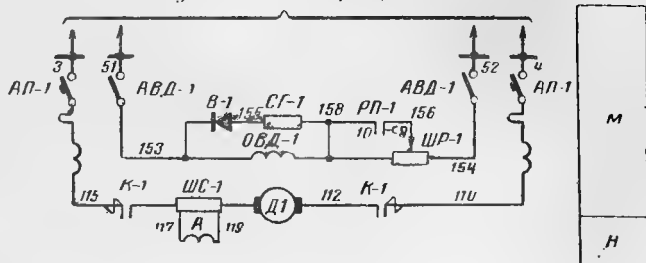 3 51 52 4
АП-1 АВД-1 В-1 155 СГ-1 158 РП-1 156 АВД-1 АП-1
10 ШР-1
153 ОВД-1 154
115 К-1 ШС-1 Д1 112 К-1 110
117 А 119
М
Н